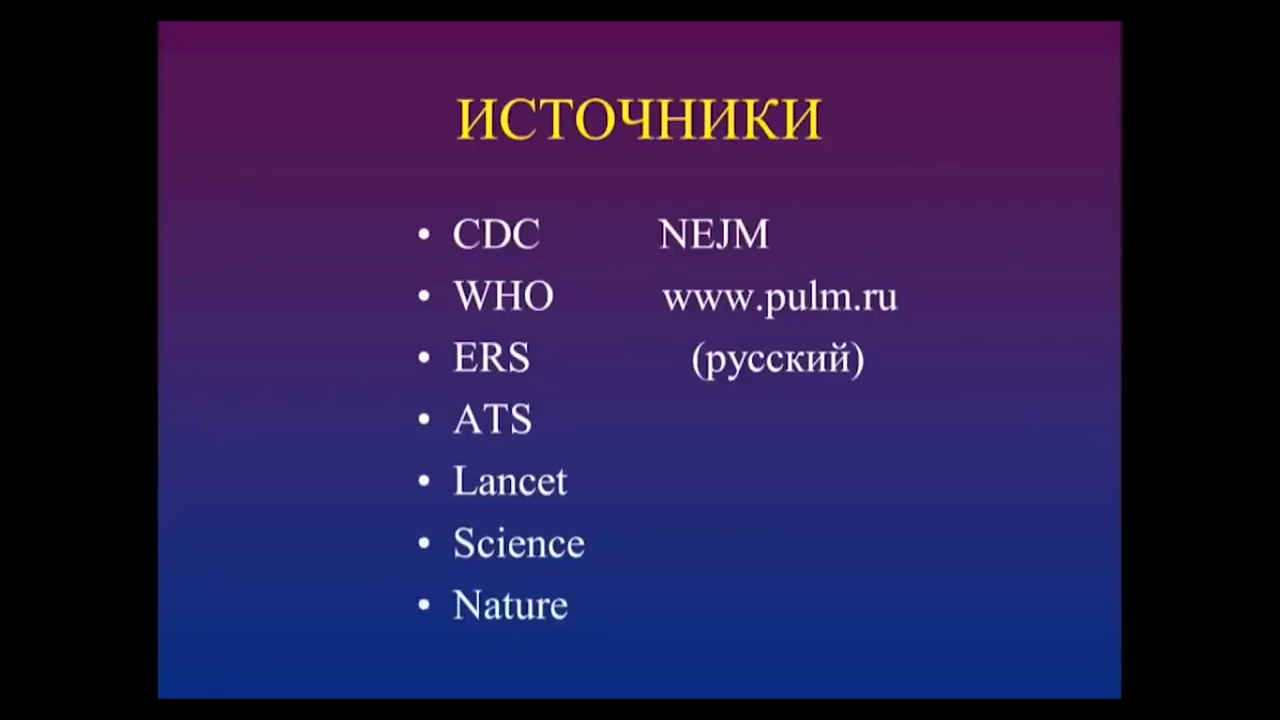 ИСТОЧНИКИ
• CDC NEJM
• WHO www.pulm.ru
• ERS (русский)
• ATS
• Lancet
• Science
• Nature